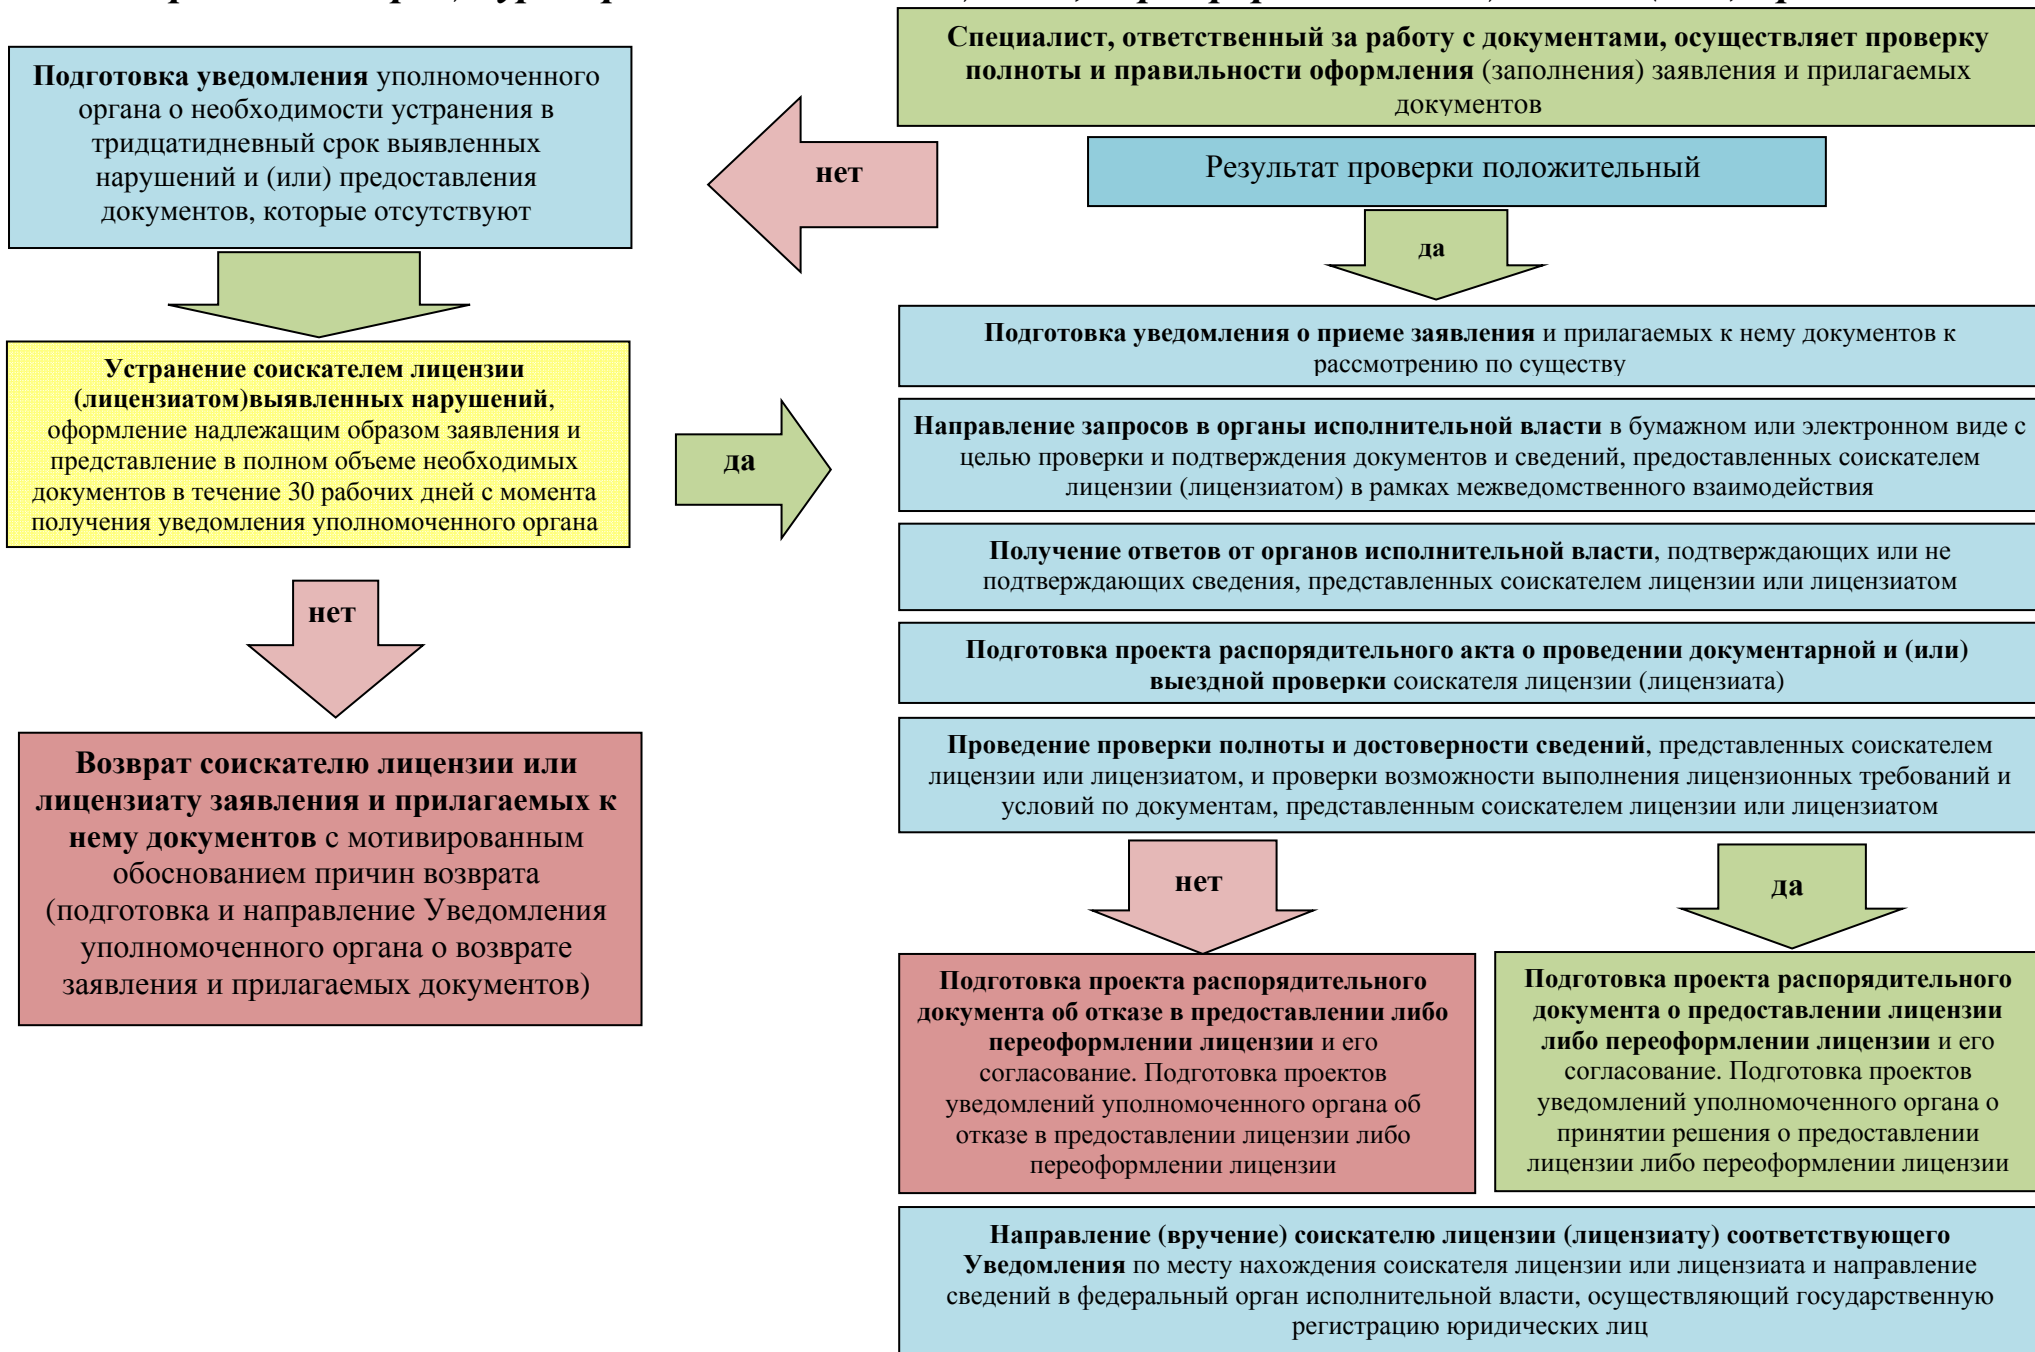 Специалист, ответственный за работу с документами, осуществляет проверку
полноты и правильности оформления (заполнения) заявления и прилагаемых
документов
Результат проверки положительный
нет
да
Подготовка уведомления уполномоченного
органа о необходимости устранения в
тридцатидневный срок выявленных
нарушений и (или) предоставления
документов, которые отсутствуют
Устранение соискателем лицензии
(лицензиатом)выявленных нарушений,
оформление надлежащим образом заявления и
представление в полном объеме необходимых
документов в течение 30 рабочих дней с момента
получения уведомления уполномоченного органа
да
нет
Возврат соискателю лицензии или
лицензиату заявления и прилагаемых к
нему документов с мотивированным
обоснованием причин возврата
(подготовка и направление Уведомления
уполномоченного органа о возврате
заявления и прилагаемых документов)
Подготовка уведомления о приеме заявления и прилагаемых к нему документов к
рассмотрению по существу
Направление запросов в органы исполнительной власти в бумажном или электронном виде с
целью проверки и подтверждения документов и сведений, предоставленных соискателем
лицензии (лицензиатом) в рамках межведомственного взаимодействия
Получение ответов от органов исполнительной власти, подтверждающих или не
подтверждающих сведения, представленных соискателем лицензии или лицензиатом
Подготовка проекта распорядительного акта о проведении документарной и (или)
выездной проверки соискателя лицензии (лицензиата)
Проведение проверки полноты и достоверности сведений, представленных соискателем
лицензии или лицензиатом, и проверки возможности выполнения лицензионных требований и
условий по документам, представленным соискателем лицензии или лицензиатом
нет
да
Подготовка проекта распорядительного
документа об отказе в предоставлении либо
переоформлении лицензии и его
согласование. Подготовка проектов
уведомлений уполномоченного органа об
отказе в предоставлении лицензии либо
переоформлении лицензии
Подготовка проекта распорядительного
документа о предоставлении лицензии
либо переоформлении лицензии и его
согласование. Подготовка проектов
уведомлений уполномоченного органа о
принятии решения о предоставлении
лицензии либо переоформлении лицензии
Направление (вручение) соискателю лицензии (лицензиату) соответствующего
Уведомления по месту нахождения соискателя лицензии или лицензиата и направление
сведений в федеральный орган исполнительной власти, осуществляющий государственную
регистрацию юридических лиц